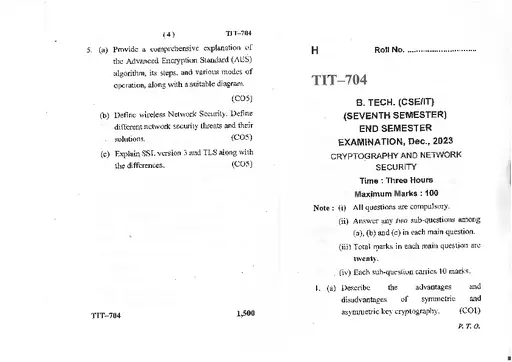 ( 4 ) TIT–704
5. (a) Provide a comprehensive explanation of
the Advanced Encryption Standard (AES)
algorithm, its steps, and various modes of
operation, along with a suitable diagram.
(CO5)
(b) Define wireless Network Security. Define
different network security threats and their
solutions. (CO5)
(c) Explain SSL version 3 and TLS along with
the differences. (CO5)
TIT–704 1,500
H Roll No. ..............................
TIT–704
B. TECH. (CSE/IT)
(SEVENTH SEMESTER)
END SEMESTER
EXAMINATION, Dec., 2023
CRYPTOGRAPHY AND NETWORK
SECURITY
Time : Three Hours
Maximum Marks : 100
Note : (i) All questions are compulsory.
(ii) Answer any two sub-questions among
(a), (b) and (c) in each main question.
(iii) Total marks in each main question are
twenty.
(iv) Each sub-question carries 10 marks.
1. (a) Describe the advantages and
disadvantages of symmetric and
asymmetric key cryptography. (CO1)
P. T. O.